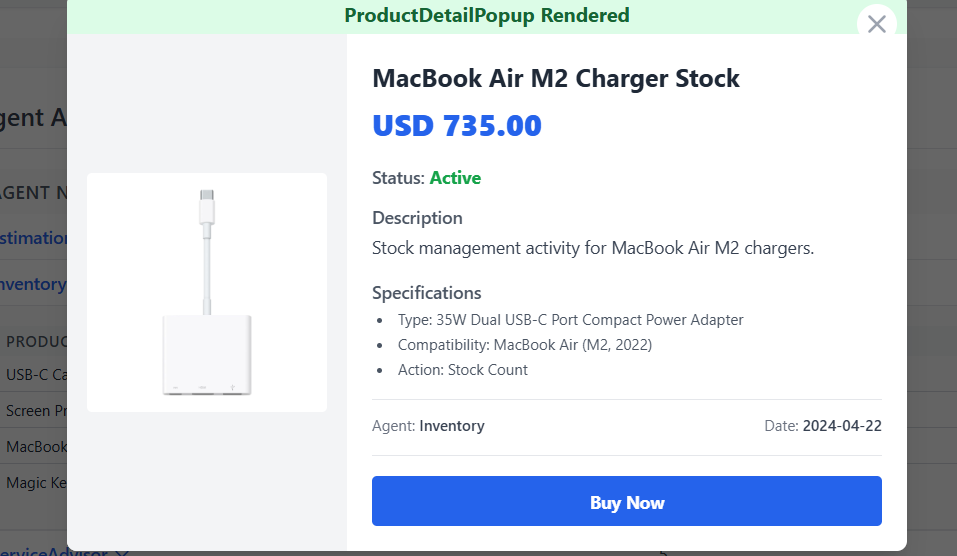 ProductDetailPopup Rendered
MacBook Air M2 Charger Stock
USD 735.00
Status: Active
Description
Stock management activity for MacBook Air M2 chargers.
Specifications
Type: 35W Dual USB-C Port Compact Power Adapter
Compatibility: MacBook Air (M2, 2022)
Action: Stock Count
Agent: Inventory
Date: 2024-04-22
Buy Now
gent A
AGENT N
stimation
nventory
PRODUC
USB-C Ca
Screen Pr
MacBook
Magic Ke
erviceAdvisor